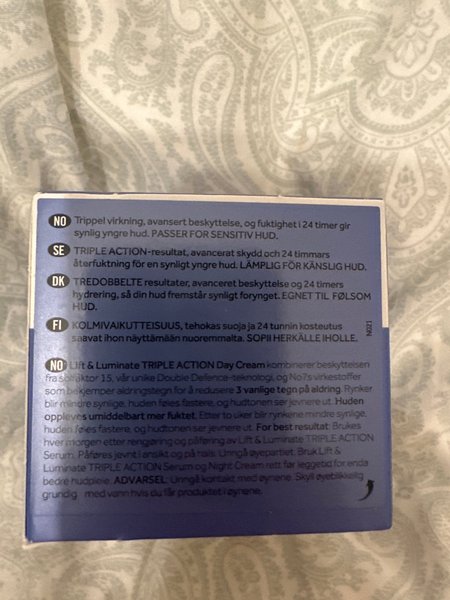 NO Trippel virkning, avansert beskyttelse, og fuktighet i 24 timer gir
synlig yngre hud. PASSER FOR SENSITIV HUD.
SE TRIPLE ACTION-resultat, avancerat skydd och 24 timmars
återfuktning för en synligt yngre hud. LÄMPLIG FÖR KÄNSLIG HUD.
DK TREDOBBELTE resultater, avanceret beskyttelse og 24 timers
hydrering, så din hud fremstår synligt forynget. EGNET TIL FØLSOM
HUD.
FI KOLMIVAIKUTTEISUUS, tehokas suoja ja 24 tunnin kosteutus
saavat ihon näyttämään nuoremmalta. SOPII HERKÄLLE IHOLLE.
N021
NO Lift & Luminate TRIPLE ACTION Day Cream kombinerer beskyttelsen
fra solfaktor 15, vår unike Double Defence-teknologi, og No7s virkestoffer
som bekjemper aldringstegn for å redusere 3 vanlige tegn på aldring. Rynker
blir mindre synlige, huden føles fastere, og hudtonen ser jevnere ut. Huden
oppleves umiddelbart mer fuktet. Etter to uker blir rynkene mindre synlige,
huden føles fastere, og hudtonen ser jevnere ut. For best resultat: Brukes
hver morgen etter rengjøring og påføring av Lift & Luminate TRIPLE ACTION
Serum. Påføres jevnt i ansikt og på hals. Unngå øyepartiet. Bruk Lift &
Luminate TRIPLE ACTION Serum og Night Cream rett før leggetid for enda
bedre hudpleie. ADVARSEL: Unngå kontakt med øynene. Skyll øyeblikkelig
grundig med vann hvis du får produktet i øynene.